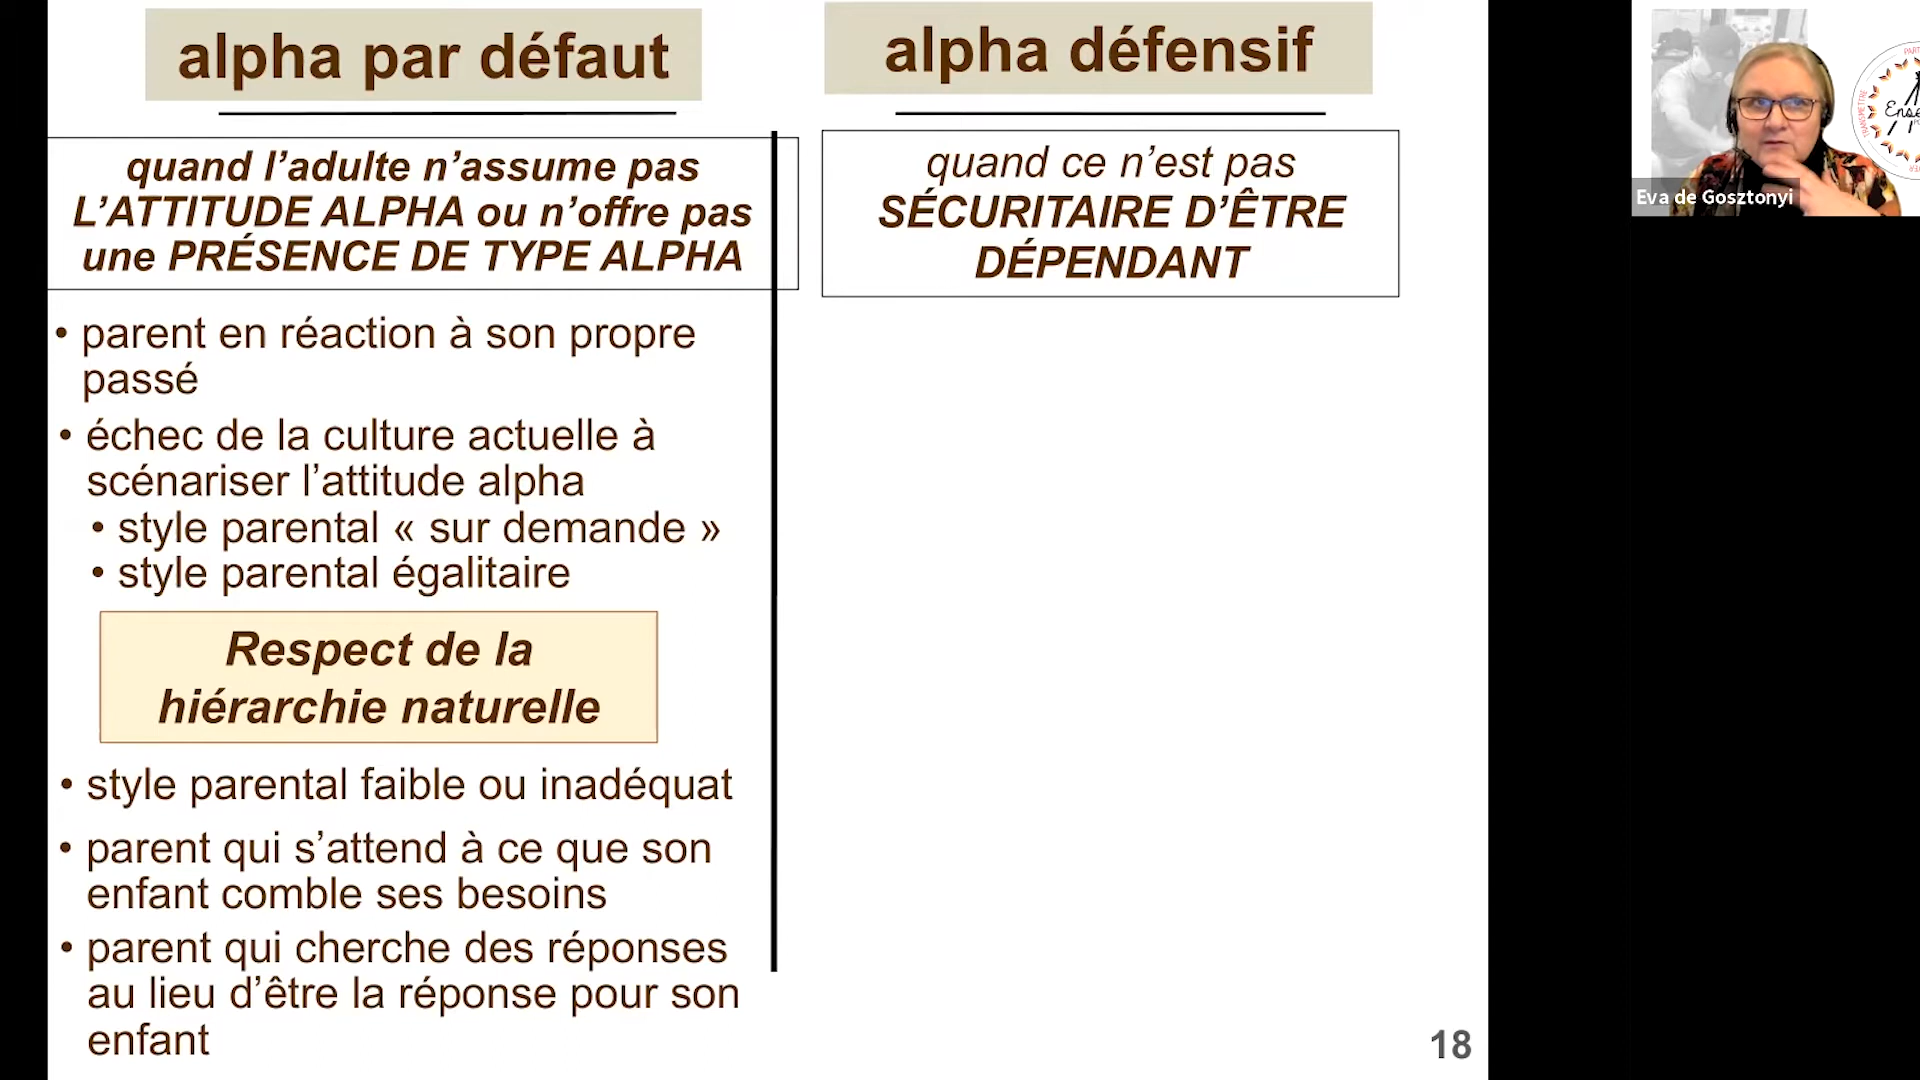 alpha par défaut
quand l’adulte n’assume pas
L’ATTITUDE ALPHA ou n’offre pas
une PRÉSENCE DE TYPE ALPHA
• parent en réaction à son propre
passé
• échec de la culture actuelle à
scénariser l’attitude alpha
• style parental « sur demande »
• style parental égalitaire
Respect de la
hiérarchie naturelle
• style parental faible ou inadéquat
• parent qui s’attend à ce que son
enfant comble ses besoins
• parent qui cherche des réponses
au lieu d’être la réponse pour son
enfant
alpha défensif
quand ce n’est pas
SÉCURITAIRE D’ÊTRE
DÉPENDANT
18
Eva de Gosztonyi
TRANSMETTRE